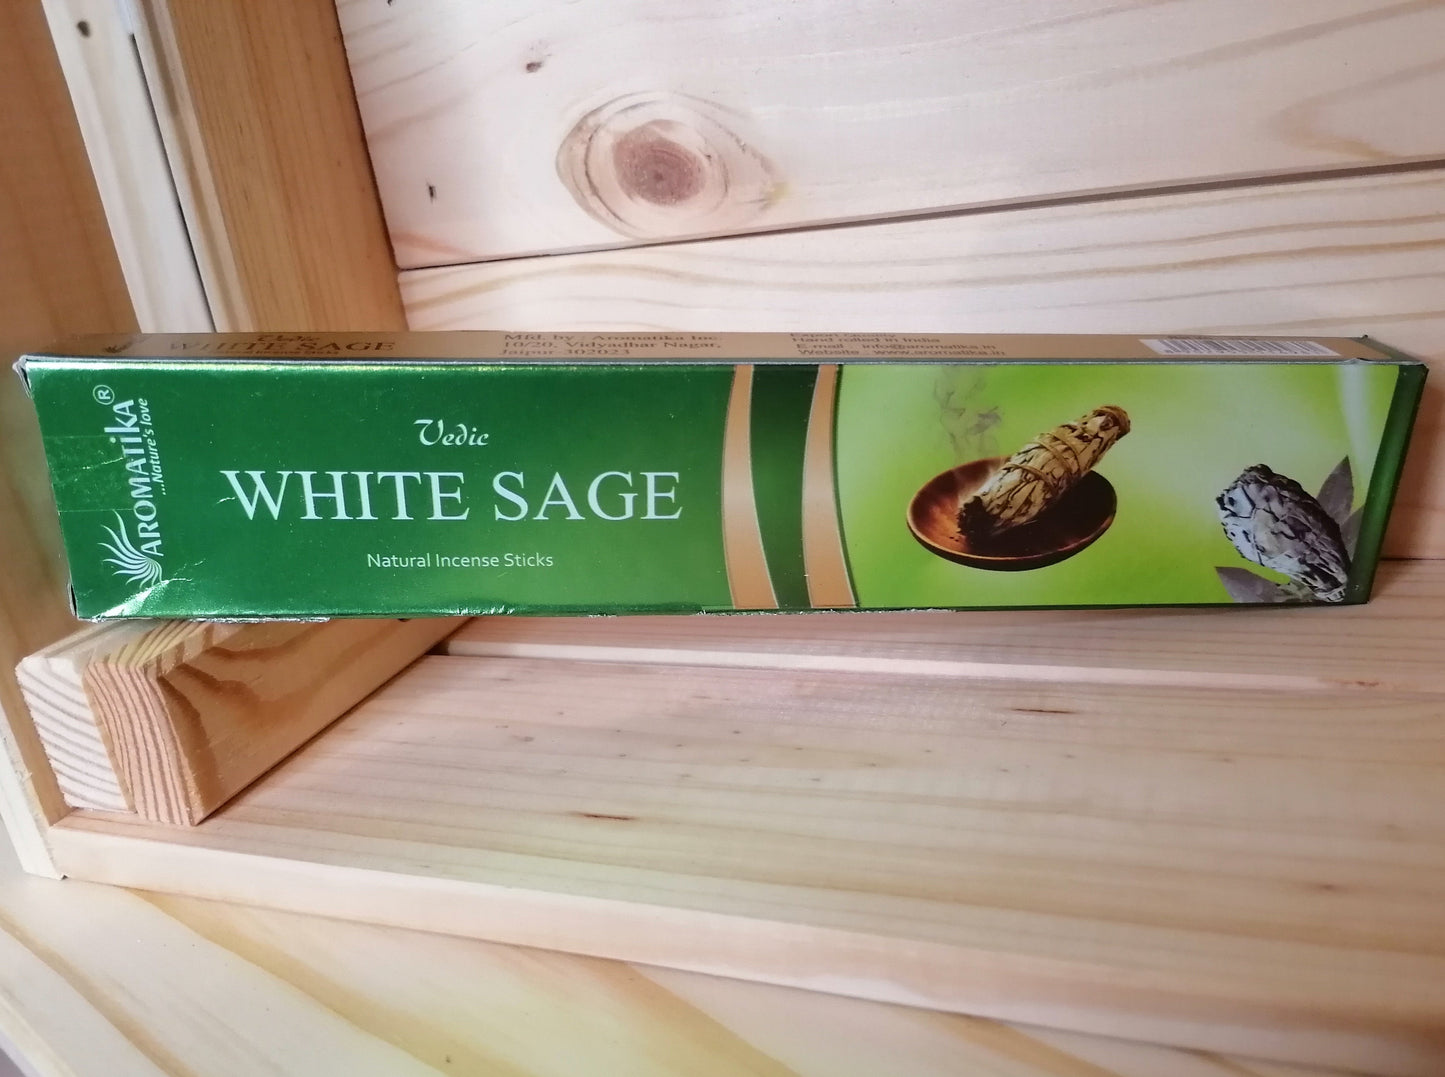 Vedic
WHITE SAGE
Mfd. by : Aromatika Inc.
10/20, Vidyadhar Nagar,
Jaipur-302023
Export Quality
Hand rolled in India
E-mail : info@aromatika.in
Website : www.aromatika.in
AROMATiKA®
...Nature's love
Vedic
WHITE SAGE
Natural Incense Sticks